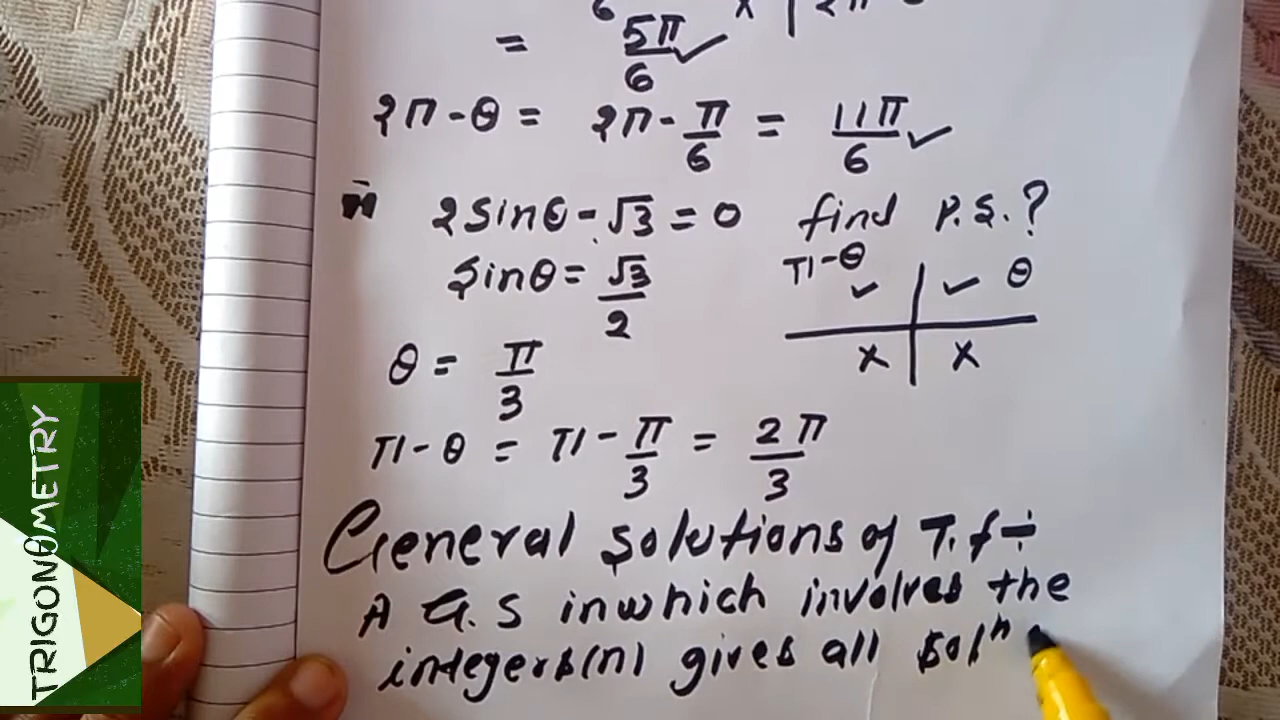 = 5π/6 ✓
2π - θ = 2π - π/6 = 11π/6 ✓
2sinθ - √3 = 0 find P.S.?
sinθ = √3/2
π-θ ✓ ✓ θ
x x
θ = π/3
π - θ = π - π/3 = 2π/3
General solutions of T.f ÷
A G.S inwhich involves the
integers(n) gives all solⁿ
TRIGONOMETRY